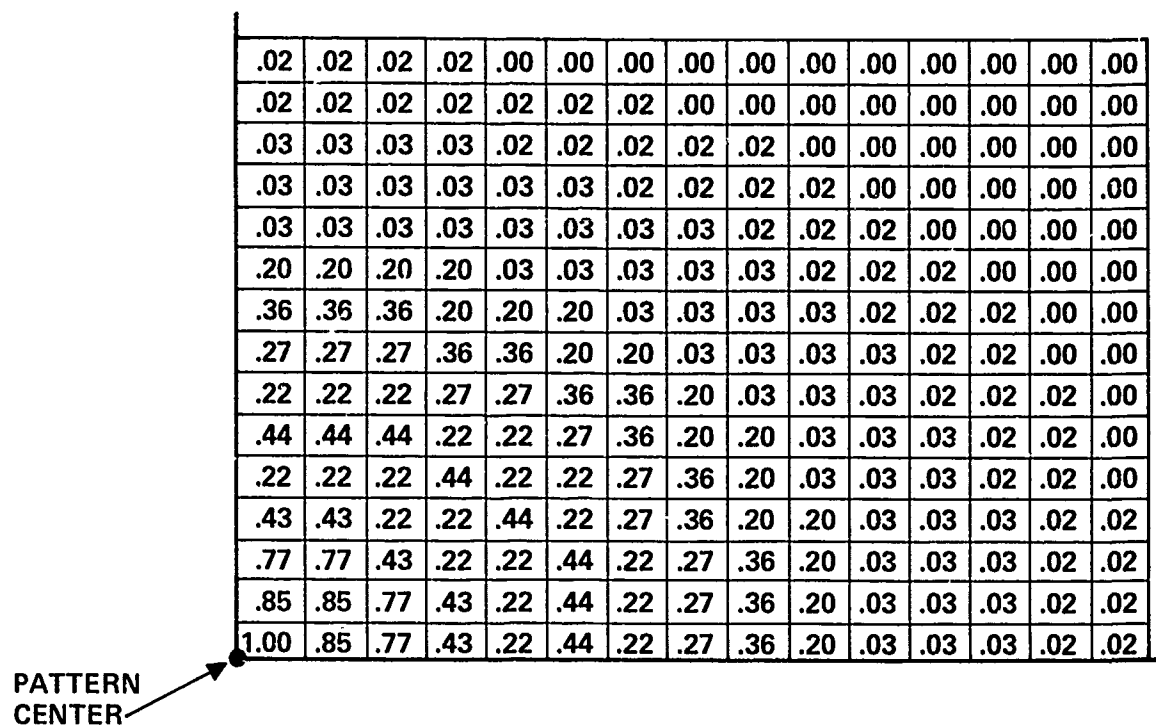 .02 .02 .02 .02 .00 .00 .00 .00 .00 .00 .00 .00 .00 .00 .00
.02 .02 .02 .02 .02 .02 .02 .00 .00 .00 .00 .00 .00 .00 .00
.03 .03 .03 .03 .02 .02 .02 .02 .02 .00 .00 .00 .00 .00 .00
.03 .03 .03 .03 .03 .03 .02 .02 .02 .02 .00 .00 .00 .00 .00
.03 .03 .03 .03 .03 .03 .03 .03 .02 .02 .02 .00 .00 .00 .00
.20 .20 .20 .20 .03 .03 .03 .03 .03 .02 .02 .02 .00 .00 .00
.36 .36 .36 .20 .20 .20 .03 .03 .03 .03 .02 .02 .02 .00 .00
.27 .27 .27 .36 .36 .20 .20 .03 .03 .03 .03 .02 .02 .00 .00
.22 .22 .22 .27 .27 .36 .36 .20 .03 .03 .03 .02 .02 .02 .00
.44 .44 .44 .22 .22 .27 .36 .20 .20 .03 .03 .03 .02 .02 .00
.22 .22 .22 .44 .22 .22 .27 .36 .20 .03 .03 .03 .02 .02 .00
.43 .43 .22 .22 .44 .22 .27 .36 .20 .20 .03 .03 .03 .02 .02
.77 .77 .43 .22 .22 .44 .22 .27 .36 .20 .03 .03 .03 .02 .02
.85 .85 .77 .43 .22 .44 .22 .27 .36 .20 .03 .03 .03 .02 .02
1.00 .85 .77 .43 .22 .44 .22 .27 .36 .20 .03 .03 .03 .02 .02
PATTERN
CENTER